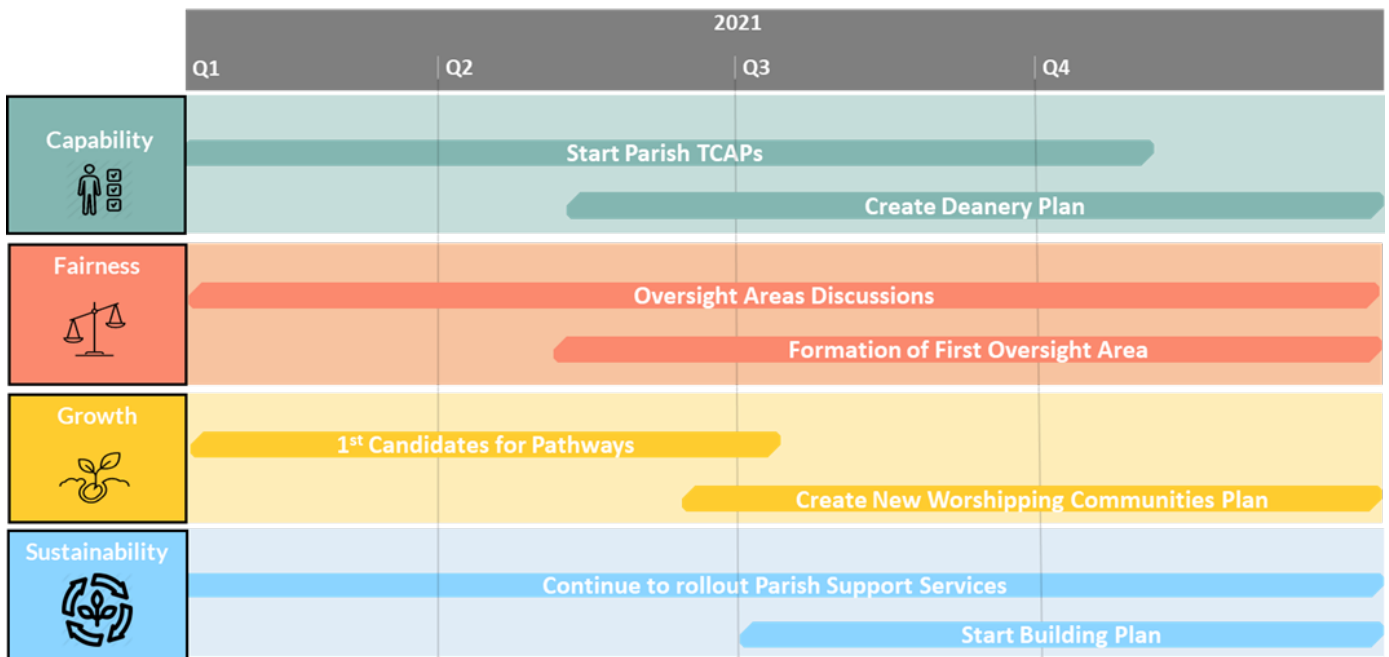 2021
Q1 Q2 Q3 Q4
Capability
Start Parish TCAPs
Create Deanery Plan
Fairness
Oversight Areas Discussions
Formation of First Oversight Area
Growth
1st Candidates for Pathways
Create New Worshipping Communities Plan
Sustainability
Continue to rollout Parish Support Services
Start Building Plan